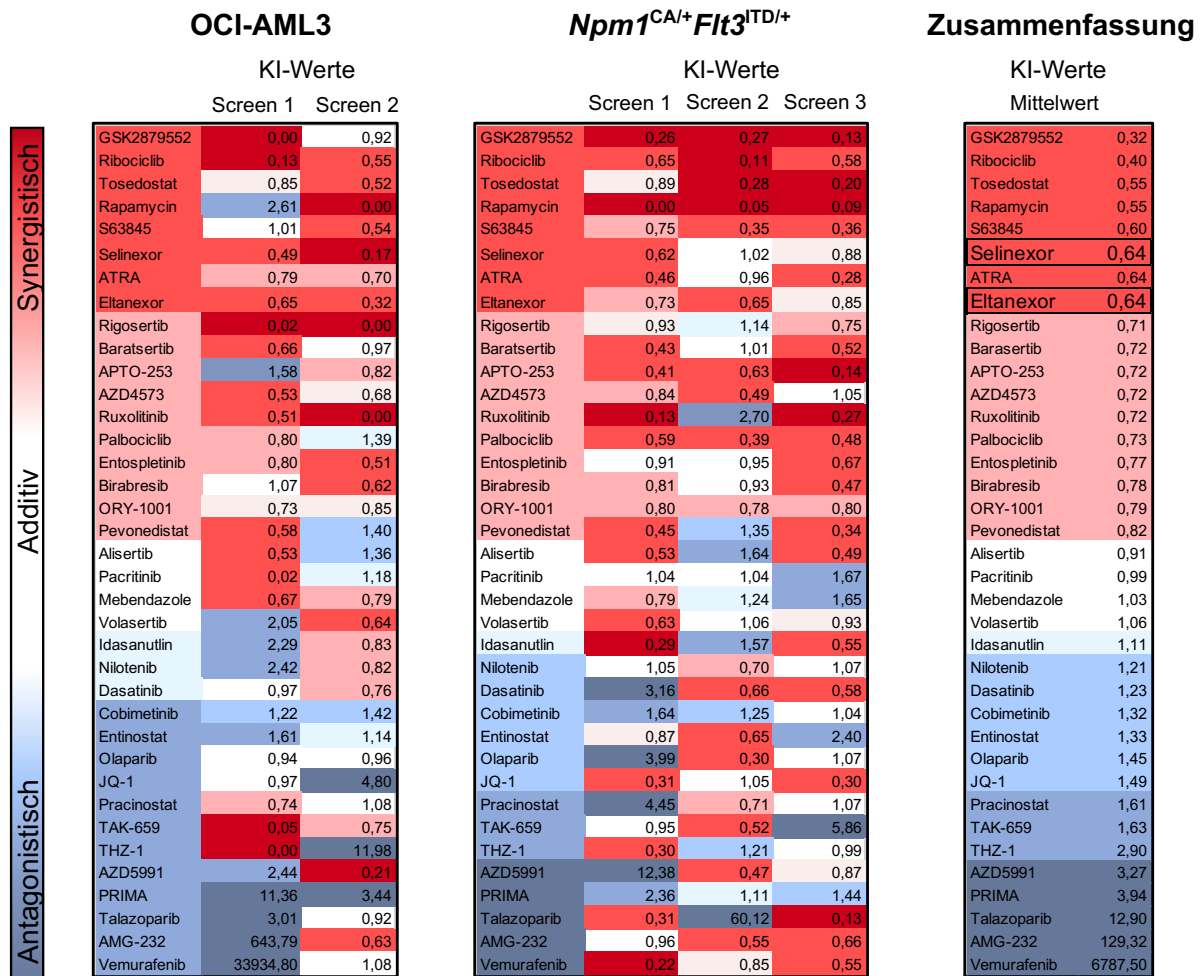 OCI-AML3 Npm1CA/+Flt3ITD/+ Zusammenfassung
KI-Werte KI-Werte KI-Werte
Screen 1 Screen 2 Screen 1 Screen 2 Screen 3 Mittelwert
Synergistisch
Additiv
Antagonistisch
GSK2879552 0,00 0,92 GSK2879552 0,26 0,27 0,13 GSK2879552 0,32
Ribociclib 0,13 0,55 Ribociclib 0,65 0,11 0,58 Ribociclib 0,40
Tosedostat 0,85 0,52 Tosedostat 0,89 0,28 0,20 Tosedostat 0,55
Rapamycin 2,61 0,00 Rapamycin 0,00 0,05 0,09 Rapamycin 0,55
S63845 1,01 0,54 S63845 0,75 0,35 0,36 S63845 0,60
Selinexor 0,49 0,17 Selinexor 0,62 1,02 0,88 Selinexor 0,64
ATRA 0,79 0,70 ATRA 0,46 0,96 0,28 ATRA 0,64
Eltanexor 0,65 0,32 Eltanexor 0,73 0,65 0,85 Eltanexor 0,64
Rigosertib 0,02 0,00 Rigosertib 0,93 1,14 0,75 Rigosertib 0,71
Baratsertib 0,66 0,97 Baratsertib 0,43 1,01 0,52 Barasertib 0,72
APTO-253 1,58 0,82 APTO-253 0,41 0,63 0,14 APTO-253 0,72
AZD4573 0,53 0,68 AZD4573 0,84 0,49 1,05 AZD4573 0,72
Ruxolitinib 0,51 0,00 Ruxolitinib 0,13 2,70 0,27 Ruxolitinib 0,72
Palbociclib 0,80 1,39 Palbociclib 0,59 0,39 0,48 Palbociclib 0,73
Entospletinib 0,80 0,51 Entospletinib 0,91 0,95 0,67 Entospletinib 0,77
Birabresib 1,07 0,62 Birabresib 0,81 0,93 0,47 Birabresib 0,78
ORY-1001 0,73 0,85 ORY-1001 0,80 0,78 0,80 ORY-1001 0,79
Pevonedistat 0,58 1,40 Pevonedistat 0,45 1,35 0,34 Pevonedistat 0,82
Alisertib 0,53 1,36 Alisertib 0,53 1,64 0,49 Alisertib 0,91
Pacritinib 0,02 1,18 Pacritinib 1,04 1,04 1,67 Pacritinib 0,99
Mebendazole 0,67 0,79 Mebendazole 0,79 1,24 1,65 Mebendazole 1,03
Volasertib 2,05 0,64 Volasertib 0,63 1,06 0,93 Volasertib 1,06
Idasanutlin 2,29 0,83 Idasanutlin 0,29 1,57 0,55 Idasanutlin 1,11
Nilotenib 2,42 0,82 Nilotenib 1,05 0,70 1,07 Nilotenib 1,21
Dasatinib 0,97 0,76 Dasatinib 3,16 0,66 0,58 Dasatinib 1,23
Cobimetinib 1,22 1,42 Cobimetinib 1,64 1,25 1,04 Cobimetinib 1,32
Entinostat 1,61 1,14 Entinostat 0,87 0,65 2,40 Entinostat 1,33
Olaparib 0,94 0,96 Olaparib 3,99 0,30 1,07 Olaparib 1,45
JQ-1 0,97 4,80 JQ-1 0,31 1,05 0,30 JQ-1 1,49
Pracinostat 0,74 1,08 Pracinostat 4,45 0,71 1,07 Pracinostat 1,61
TAK-659 0,05 0,75 TAK-659 0,95 0,52 5,86 TAK-659 1,63
THZ-1 0,00 11,98 THZ-1 0,30 1,21 0,99 THZ-1 2,90
AZD5991 2,44 0,21 AZD5991 12,38 0,47 0,87 AZD5991 3,27
PRIMA 11,36 3,44 PRIMA 2,36 1,11 1,44 PRIMA 3,94
Talazoparib 3,01 0,92 Talazoparib 0,31 60,12 0,13 Talazoparib 12,90
AMG-232 643,79 0,63 AMG-232 0,96 0,55 0,66 AMG-232 129,32
Vemurafenib 33934,80 1,08 Vemurafenib 0,22 0,85 0,55 Vemurafenib 6787,50